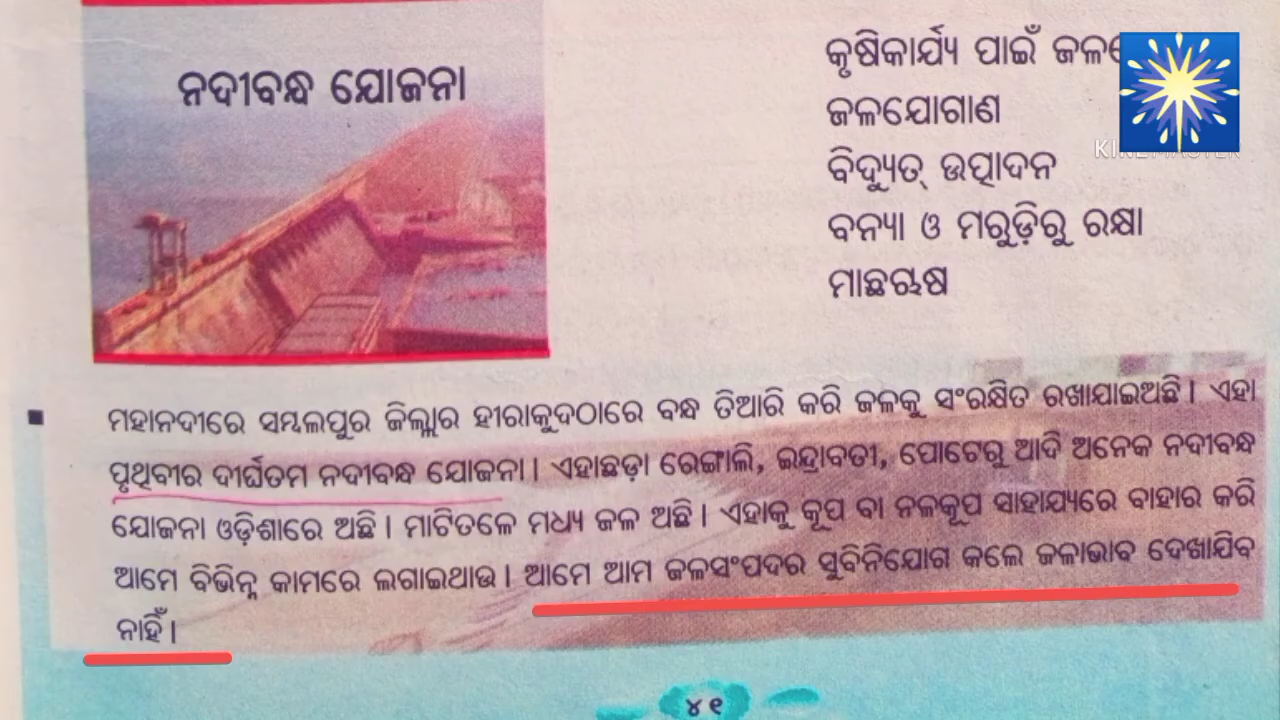 ନଦୀବନ୍ଧ ଯୋଜନା
କୃଷିକାର୍ଯ୍ୟ ପାଇଁ
ଜଳଯୋଗାଣ
ବିଦ୍ୟୁତ୍ ଉତ୍ପାଦନ
ବନ୍ୟା ଓ ମରୁଡ଼ିରୁ ରକ୍ଷା
ମାଛଚାଷ
ମହାନଦୀରେ ସମ୍ବଲପୁର ଜିଲ୍ଲାର ହୀରାକୁଦଠାରେ ବନ୍ଧ ତିଆରି କରି ଜଳକୁ ସଂରକ୍ଷିତ ରଖାଯାଇଅଛି। ଏହା
ପୃଥିବୀର ଦୀର୍ଘତମ ନଦୀବନ୍ଧ ଯୋଜନା। ଏହାଛଡ଼ା ରେଙ୍ଗାଲି, ଇନ୍ଦ୍ରାବତୀ, ପୋଟେରୁ ଆଦି ଅନେକ ନଦୀବନ୍ଧ
ଯୋଜନା ଓଡ଼ିଶାରେ ଅଛି। ମାଟିତଳେ ମଧ୍ୟ ଜଳ ଅଛି। ଏହାକୁ କୂପ ବା ନଳକୂପ ସାହାଯ୍ୟରେ ବାହାର କରି
ଆମେ ବିଭିନ୍ନ କାମରେ ଲଗାଇଥାଉ। ଆମେ ଆମ ଜଳସଂପଦର ସୁବିନିଯୋଗ କଲେ ଜଳାଭାବ ଦେଖାଯିବ
ନାହିଁ।
୪୧